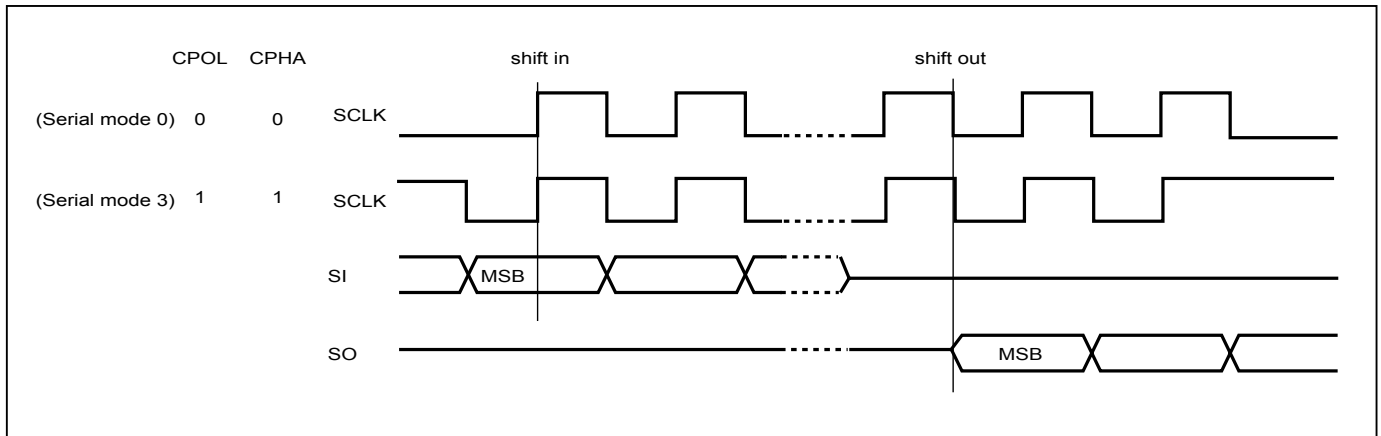 CPOL CPHA shift in shift out
(Serial mode 0) 0 0 SCLK
(Serial mode 3) 1 1 SCLK
SI MSB
SO MSB